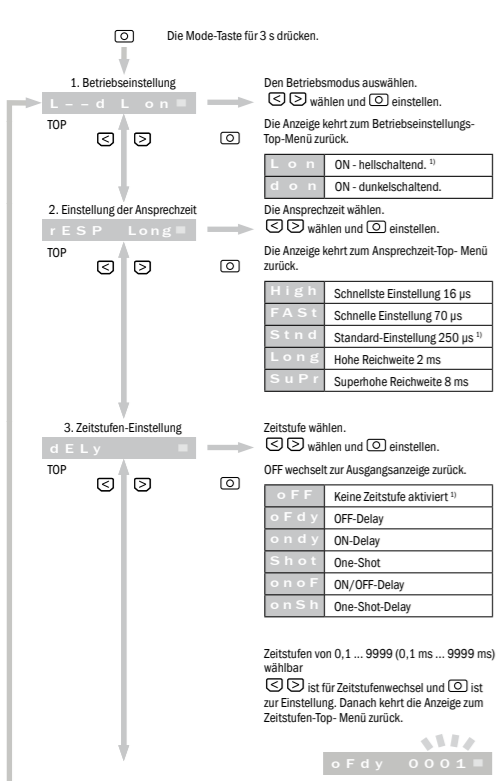 Die Mode-Taste für 3 s drücken.
1. Betriebseinstellung
L--d L on
TOP
Den Betriebsmodus auswählen.
< > wählen und O einstellen.
Die Anzeige kehrt zum Betriebseinstellungs-
Top-Menü zurück.
Lon ON - hellschaltend. 1)
don ON - dunkelschaltend.
2. Einstellung der Ansprechzeit
rESP Long
TOP
Die Ansprechzeit wählen.
< > wählen und O einstellen.
Die Anzeige kehrt zum Ansprechzeit-Top- Menü
zurück.
High Schnellste Einstellung 16 µs
FASt Schnelle Einstellung 70 µs
Stnd Standard-Einstellung 250 µs 1)
Long Hohe Reichweite 2 ms
SuPr Superhohe Reichweite 8 ms
3. Zeitstufen-Einstellung
dELy
TOP
Zeitstufe wählen.
< > wählen und O einstellen.
OFF wechselt zur Ausgangsanzeige zurück.
oFF Keine Zeitstufe aktiviert 1)
oFdy OFF-Delay
ondy ON-Delay
Shot One-Shot
onoF ON/OFF-Delay
onSh One-Shot-Delay
Zeitstufen von 0,1 ... 9999 (0,1 ms ... 9999 ms)
wählbar
< > ist für Zeitstufenwechsel und O ist
zur Einstellung. Danach kehrt die Anzeige zum
Zeitstufen-Top- Menü zurück.
oFdy 0001